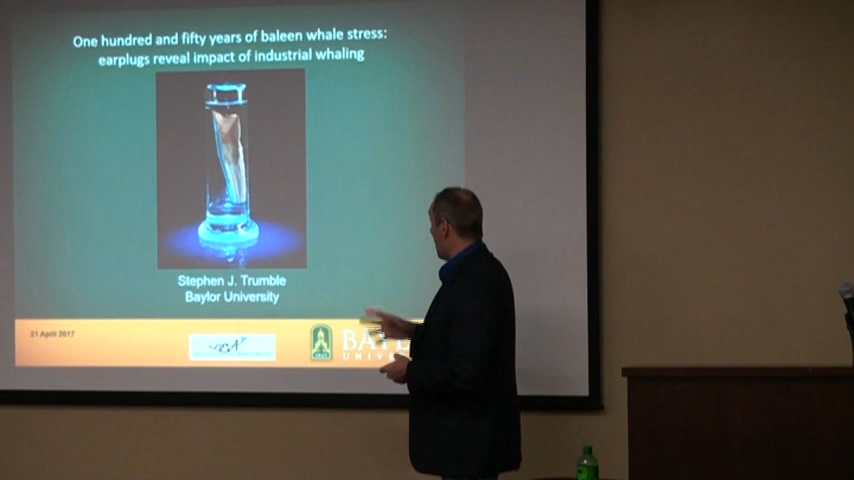 One hundred and fifty years of baleen whale stress:
earplugs reveal impact of industrial whaling
Stephen J. Trumble
Baylor University
21 April 2017